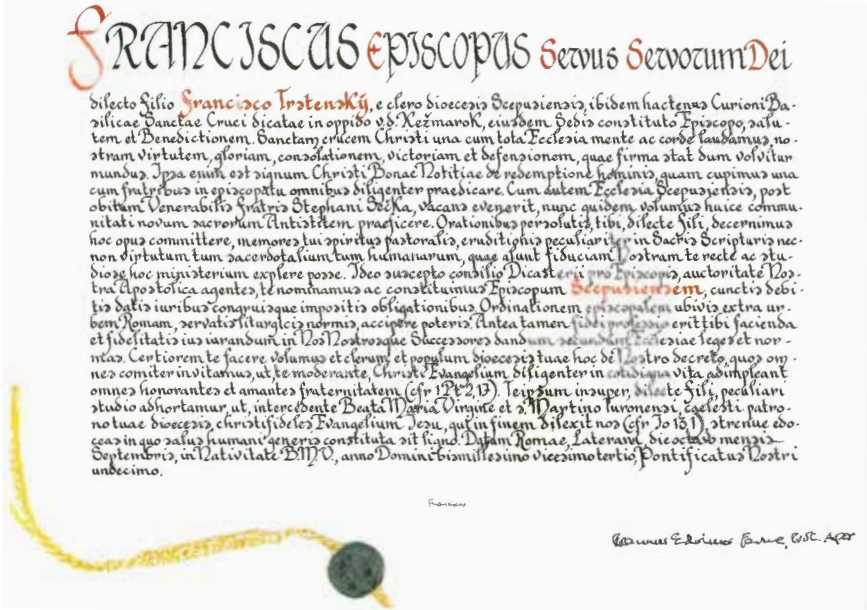 FRANCISCUS EPISCOPUS Servus Servorum Dei
dilecto Filio Francisco Trstenský, e clero dioecesis Scepusiensis, ibidem hactenus Curioni Ba-
silicae Sanctae Cruci dicatae in oppido v.d. Kežmarok, eiusdem Sedis constituto Episcopo, salu-
tem et Benedictionem. Sanctam crucem Christi una cum tota Ecclesia mente ac corde laudamus, no-
stram virtutem, gloriam, consolationem, victoriam et defensionem, quae firma stat dum volvitur
mundus. Ipsa enim est signum Christi Bonae Notitiae de redemptione hominis, quam cupimus una
cum fratribus in episcopatu omnibus diligenter praedicare. Cum autem Ecclesia Scepusiensis, post
obitum Venerabilis Fratris Stephani Sečka, vacans evenerit, nunc quidem volumus huice commu-
nitati novum sacrorum Antistitem praeficere. Orationibus persolutis, tibi, dilecte fili, decernimus
hoc opus committere, memores tui spiritus pastoralis, eruditionis peculiariter in Sacris Scripturis nec-
non virtutum tum sacerdotalium tum humanarum, quae aiunt fiduciam Nostram te recte ac stu-
diose hoc ministerium explere posse. Ideo suscepto consilio Dicasterii pro Episcopis, auctoritate Nos-
tra Apostolica agentes, te nominamus ac constituimus Episcopum Scepusiensem, cunctis debi-
tis datis iuribus congruisque impositis obligationibus. Ordinationem episcopalem ubivis extra ur-
bem Romam, servatis liturgicis normis, accipere poteris. Antea tamen fidei professio erit tibi facienda
et fidelitatis ius iurandum in Nos Nostrosque Successores dandum secundum Ecclesiae leges et nor-
mas. Certiorem te facere volumus et clerum et populum dioecesis tuae hoc de Nostro decreto, quos om-
nes comiter invitamus, ut, te moderante, Christi Evangelium diligenter in cotidiana vita adimpleant
omnes honorantes et amantes fraternitatem (cfr 1 Pt 2, 13). Teipsum insuper, dilecte Fili, peculiari
studio adhortamur, ut, intercedente Beata Maria Virgine et s. Martino Turonensi, caelesti patro-
no tuae dioecesis, christifideles Evangelium Iesu, qui in finem dilexit nos (cfr Io 13, 1), strenue edo-
ceas in quo salus humani generis constituta sit ligno. Datum Romae, Laterani, die octavo mensis
Septembris, in Nativitate B.M.V., anno Domini bismillesimo vicesimo tertio, Pontificatus Nostri
undecimo.
Franciscus